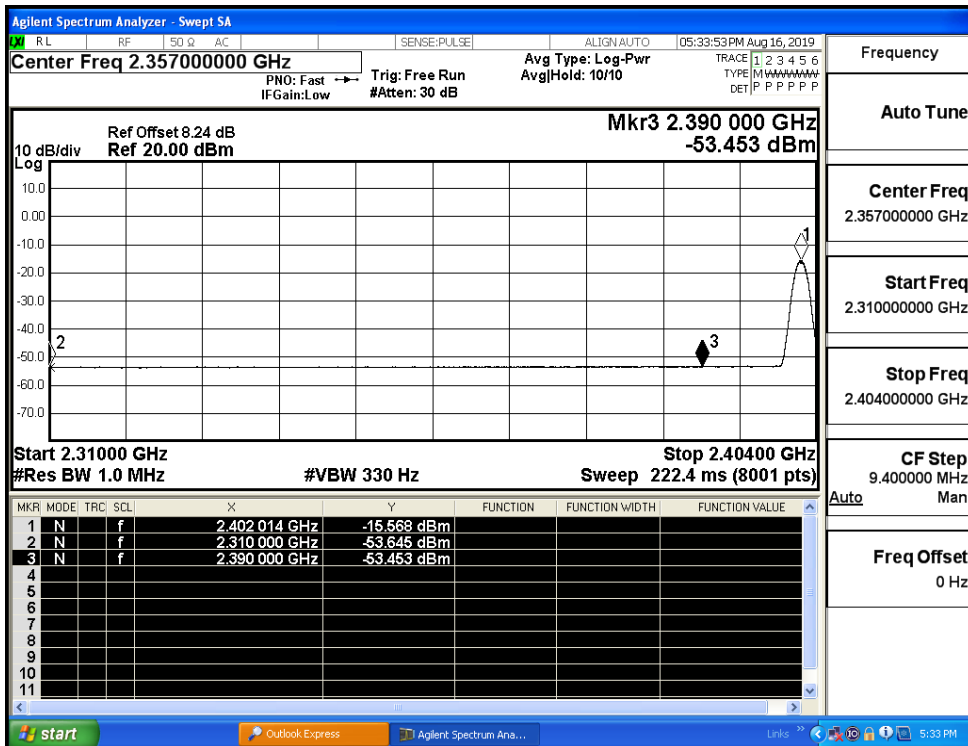 Agilent Spectrum Analyzer - Swept SA
LXI RL RF 50 Ω AC SENSE:PULSE ALIGN AUTO 05:33:53 PM Aug 16, 2019
Center Freq 2.357000000 GHz
PNO: Fast
IFGain:Low
Trig: Free Run
#Atten: 30 dB
Avg Type: Log-Pwr
Avg|Hold: 10/10
TRACE 1 2 3 4 5 6
TYPE M W W W W W
DET P P P P P P
Ref Offset 8.24 dB
Ref 20.00 dBm
10 dB/div
Log
Mkr3 2.390 000 GHz
-53.453 dBm
10.0
0.00
-10.0
-20.0
-30.0
-40.0
-50.0
-60.0
-70.0
1
2
3
Start 2.31000 GHz
Stop 2.40400 GHz
#Res BW 1.0 MHz
#VBW 330 Hz
Sweep 222.4 ms (8001 pts)
MKR MODE TRC SCL X Y FUNCTION FUNCTION WIDTH FUNCTION VALUE
1 N f 2.402 014 GHz -15.568 dBm
2 N f 2.310 000 GHz -53.645 dBm
3 N f 2.390 000 GHz -53.453 dBm
4
5
6
7
8
9
10
11
Frequency
Auto Tune
Center Freq
2.357000000 GHz
Start Freq
2.310000000 GHz
Stop Freq
2.404000000 GHz
CF Step
9.400000 MHz
Auto Man
Freq Offset
0 Hz
start
Outlook Express
Agilent Spectrum Ana...
Links
5:33 PM